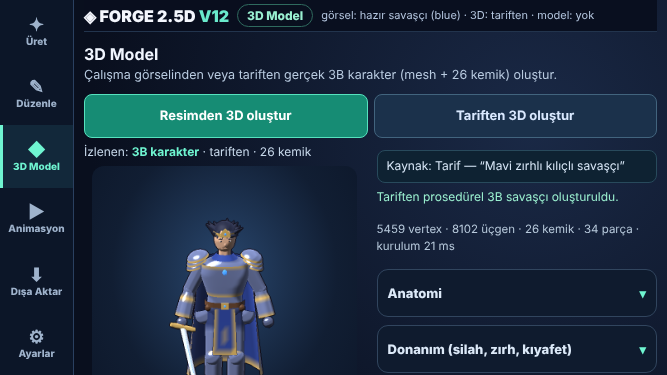 ◈ FORGE 2.5D V12
3D Model
görsel: hazır savaşçı (blue) · 3D: tariften · model: yok
Üret
Düzenle
3D Model
Animasyon
Dışa Aktar
Ayarlar
3D Model
Çalışma görselinden veya tariften gerçek 3B karakter (mesh + 26 kemik) oluştur.
Resimden 3D oluştur
Tariften 3D oluştur
İzlenen: 3B karakter · tariften · 26 kemik
Kaynak: Tarif — “Mavi zırhlı kılıçlı savaşçı”
Tariften prosedürel 3B savaşçı oluşturuldu.
5459 vertex · 8102 üçgen · 26 kemik · 34 parça ·
kurulum 21 ms
Anatomi
Donanım (silah, zırh, kıyafet)